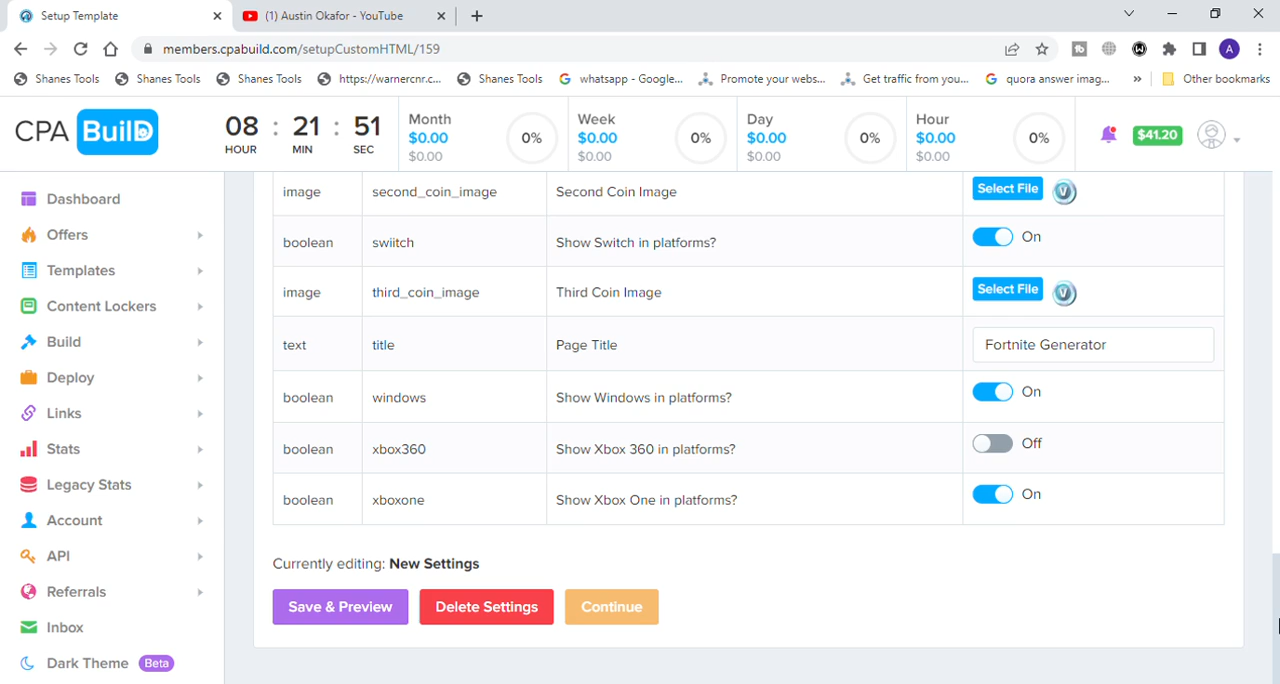 Setup Template
(1) Austin Okafor - YouTube
members.cpabuild.com/setupCustomHTML/159
A
Shanes Tools
Shanes Tools
Shanes Tools
https://warnercnr.c...
Shanes Tools
whatsapp - Google...
Promote your webs...
Get traffic from you...
quora answer imag...
»
Other bookmarks
CPA BuilD
08 : 21 : 51
HOUR MIN SEC
Month
$0.00
$0.00
0%
Week
$0.00
$0.00
0%
Day
$0.00
$0.00
0%
Hour
$0.00
$0.00
0%
$41.20
Dashboard
Offers
Templates
Content Lockers
Build
Deploy
Links
Stats
Legacy Stats
Account
API
Referrals
Inbox
Dark Theme Beta
image second_coin_image Second Coin Image Select File V
boolean swiitch Show Switch in platforms? On
image third_coin_image Third Coin Image Select File V
text title Page Title Fortnite Generator
boolean windows Show Windows in platforms? On
boolean xbox360 Show Xbox 360 in platforms? Off
boolean xboxone Show Xbox One in platforms? On
Currently editing: New Settings
Save & Preview Delete Settings Continue